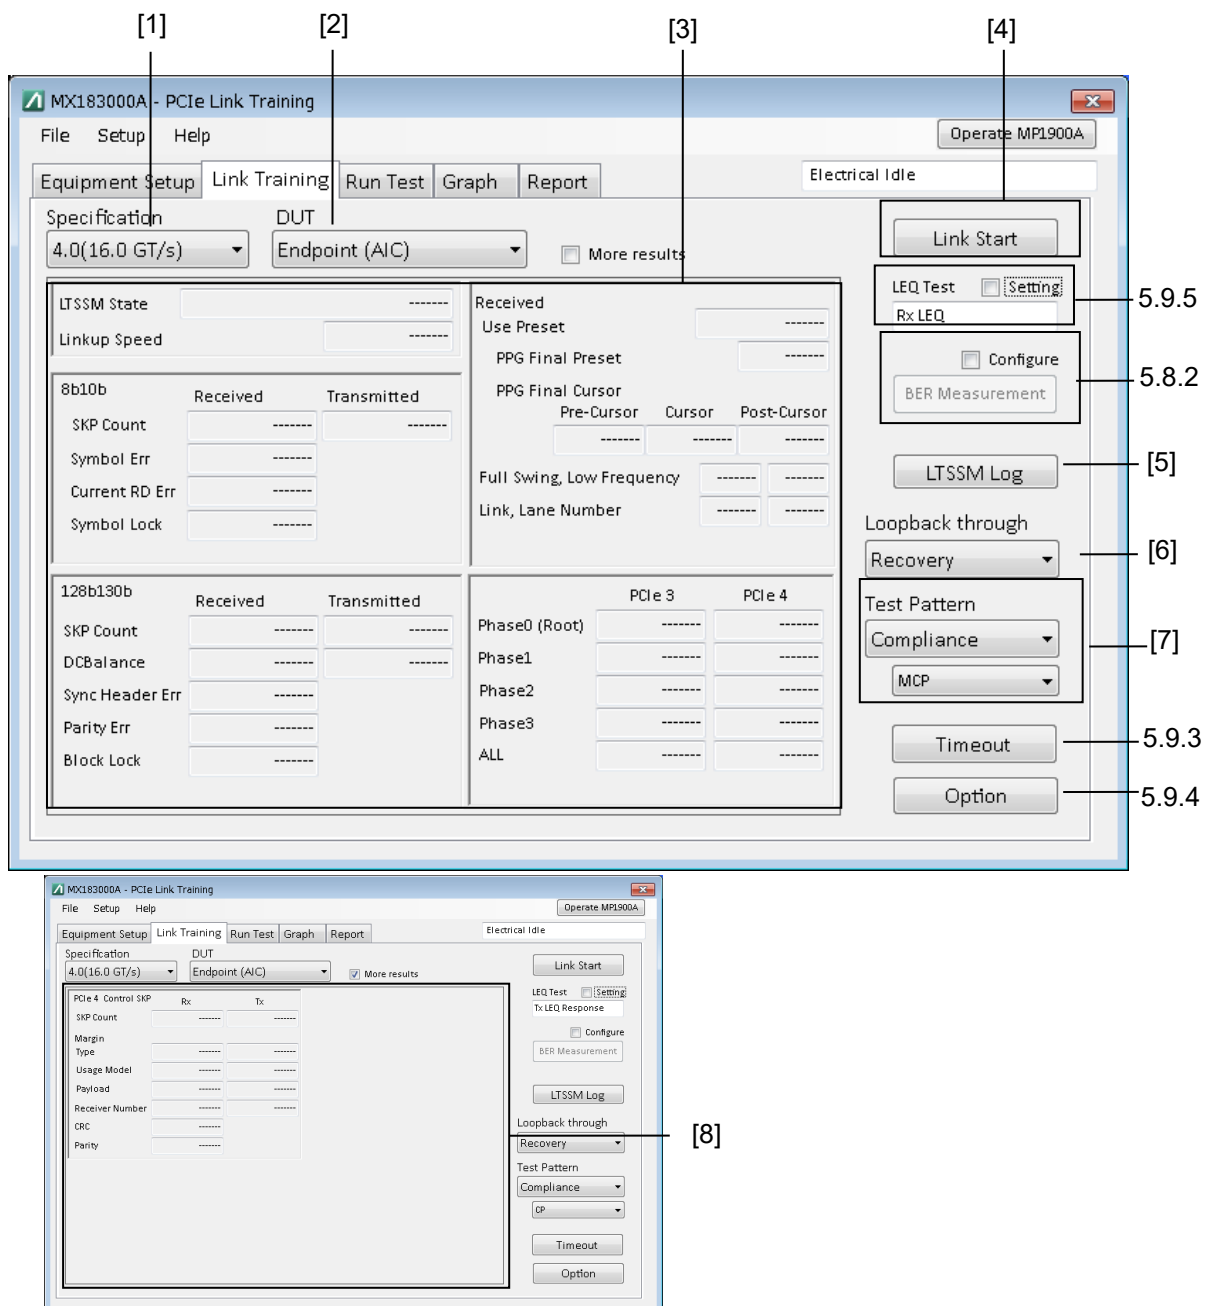 [1] [2] [3] [4]
MX183000A - PCIe Link Training
File Setup Help Operate MP1900A
Equipment Setup Link Training Run Test Graph Report Electrical Idle
Specification DUT
4.0(16.0 GT/s) Endpoint (AIC) More results Link Start
LTSSM State ------- Received LEQ Test Setting 5.9.5
Linkup Speed ------- Use Preset ------- Rx LEQ
PPG Final Preset ------- Configure 5.8.2
8b10b Received Transmitted PPG Final Cursor BER Measurement
Pre-Cursor Cursor Post-Cursor
SKP Count ------- ------- ------- ------- -------
Symbol Err ------- Full Swing, Low Frequency ------- ------- LTSSM Log [5]
Current RD Err -------
Symbol Lock ------- Link, Lane Number ------- ------- Loopback through
Recovery [6]
128b130b Received Transmitted PCIe 3 PCIe 4 Test Pattern
SKP Count ------- ------- Phase0 (Root) ------- ------- Compliance [7]
DCBalance ------- ------- Phase1 ------- ------- MCP
Sync Header Err ------- Phase2 ------- -------
Parity Err ------- Phase3 ------- ------- Timeout 5.9.3
Block Lock ------- ALL ------- ------- Option 5.9.4
MX183000A - PCIe Link Training
File Setup Help Operate MP1900A
Equipment Setup Link Training Run Test Graph Report Electrical Idle
Specification DUT
4.0(16.0 GT/s) Endpoint (AIC) More results Link Start
PCIe 4 Control SKP Rx Tx LEQ Test Setting
SKP Count ------- ------- Tx LEQ Response
Margin Configure
Type ------- ------- BER Measurement
Usage Model ------- -------
Payload ------- ------- LTSSM Log
Receiver Number ------- -------
CRC ------- Loopback through
Parity ------- Recovery [8]
Test Pattern
Compliance
CP
Timeout
Option